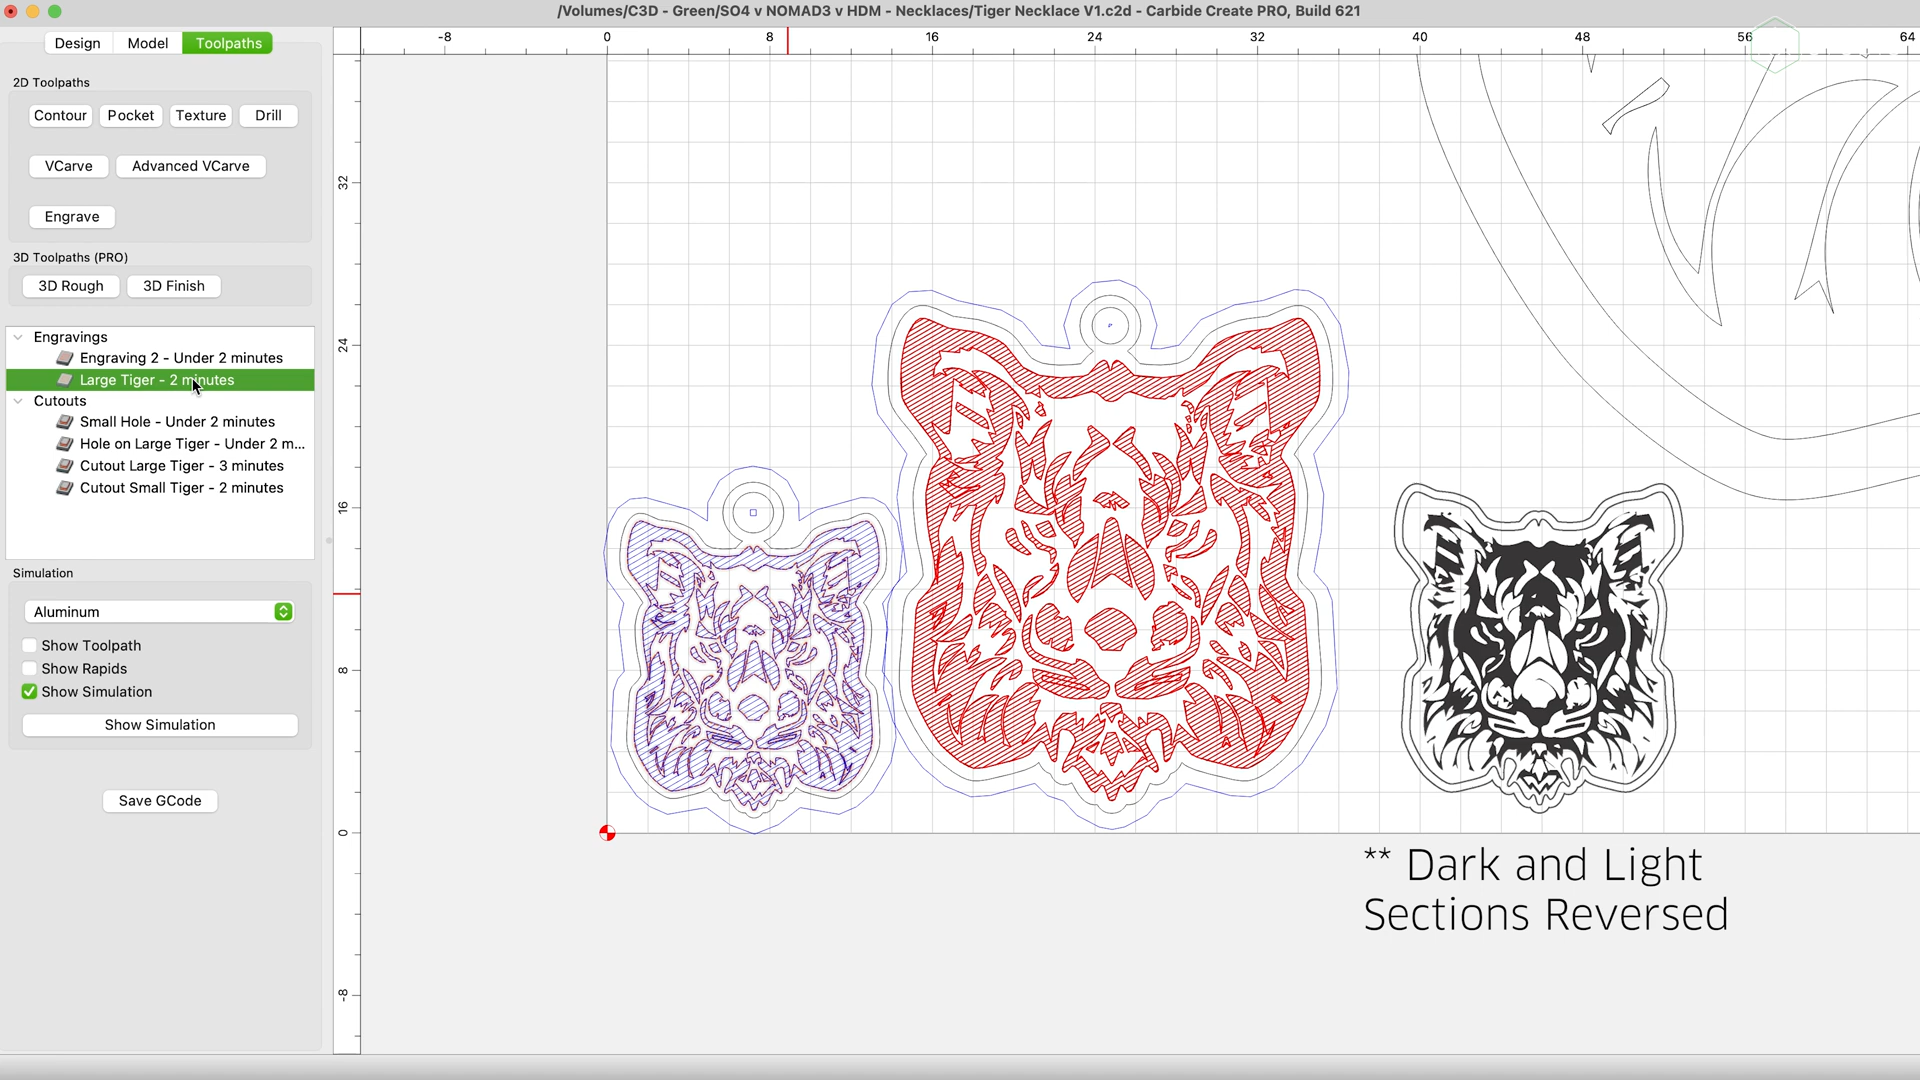 /Volumes/C3D - Green/SO4 v NOMAD3 v HDM - Necklaces/Tiger Necklace V1.c2d - Carbide Create PRO, Build 621
Design Model Toolpaths
-8 0 8 16 24 32 40 48 56 64
2D Toolpaths
Contour Pocket Texture Drill
VCarve Advanced VCarve
Engrave
3D Toolpaths (PRO)
3D Rough 3D Finish
Engravings
Engraving 2 - Under 2 minutes
Large Tiger - 2 minutes
Cutouts
Small Hole - Under 2 minutes
Hole on Large Tiger - Under 2 m...
Cutout Large Tiger - 3 minutes
Cutout Small Tiger - 2 minutes
Simulation
Aluminum
Show Toolpath
Show Rapids
Show Simulation
Show Simulation
Save GCode
32
24
16
8
0
-8
** Dark and Light
Sections Reversed